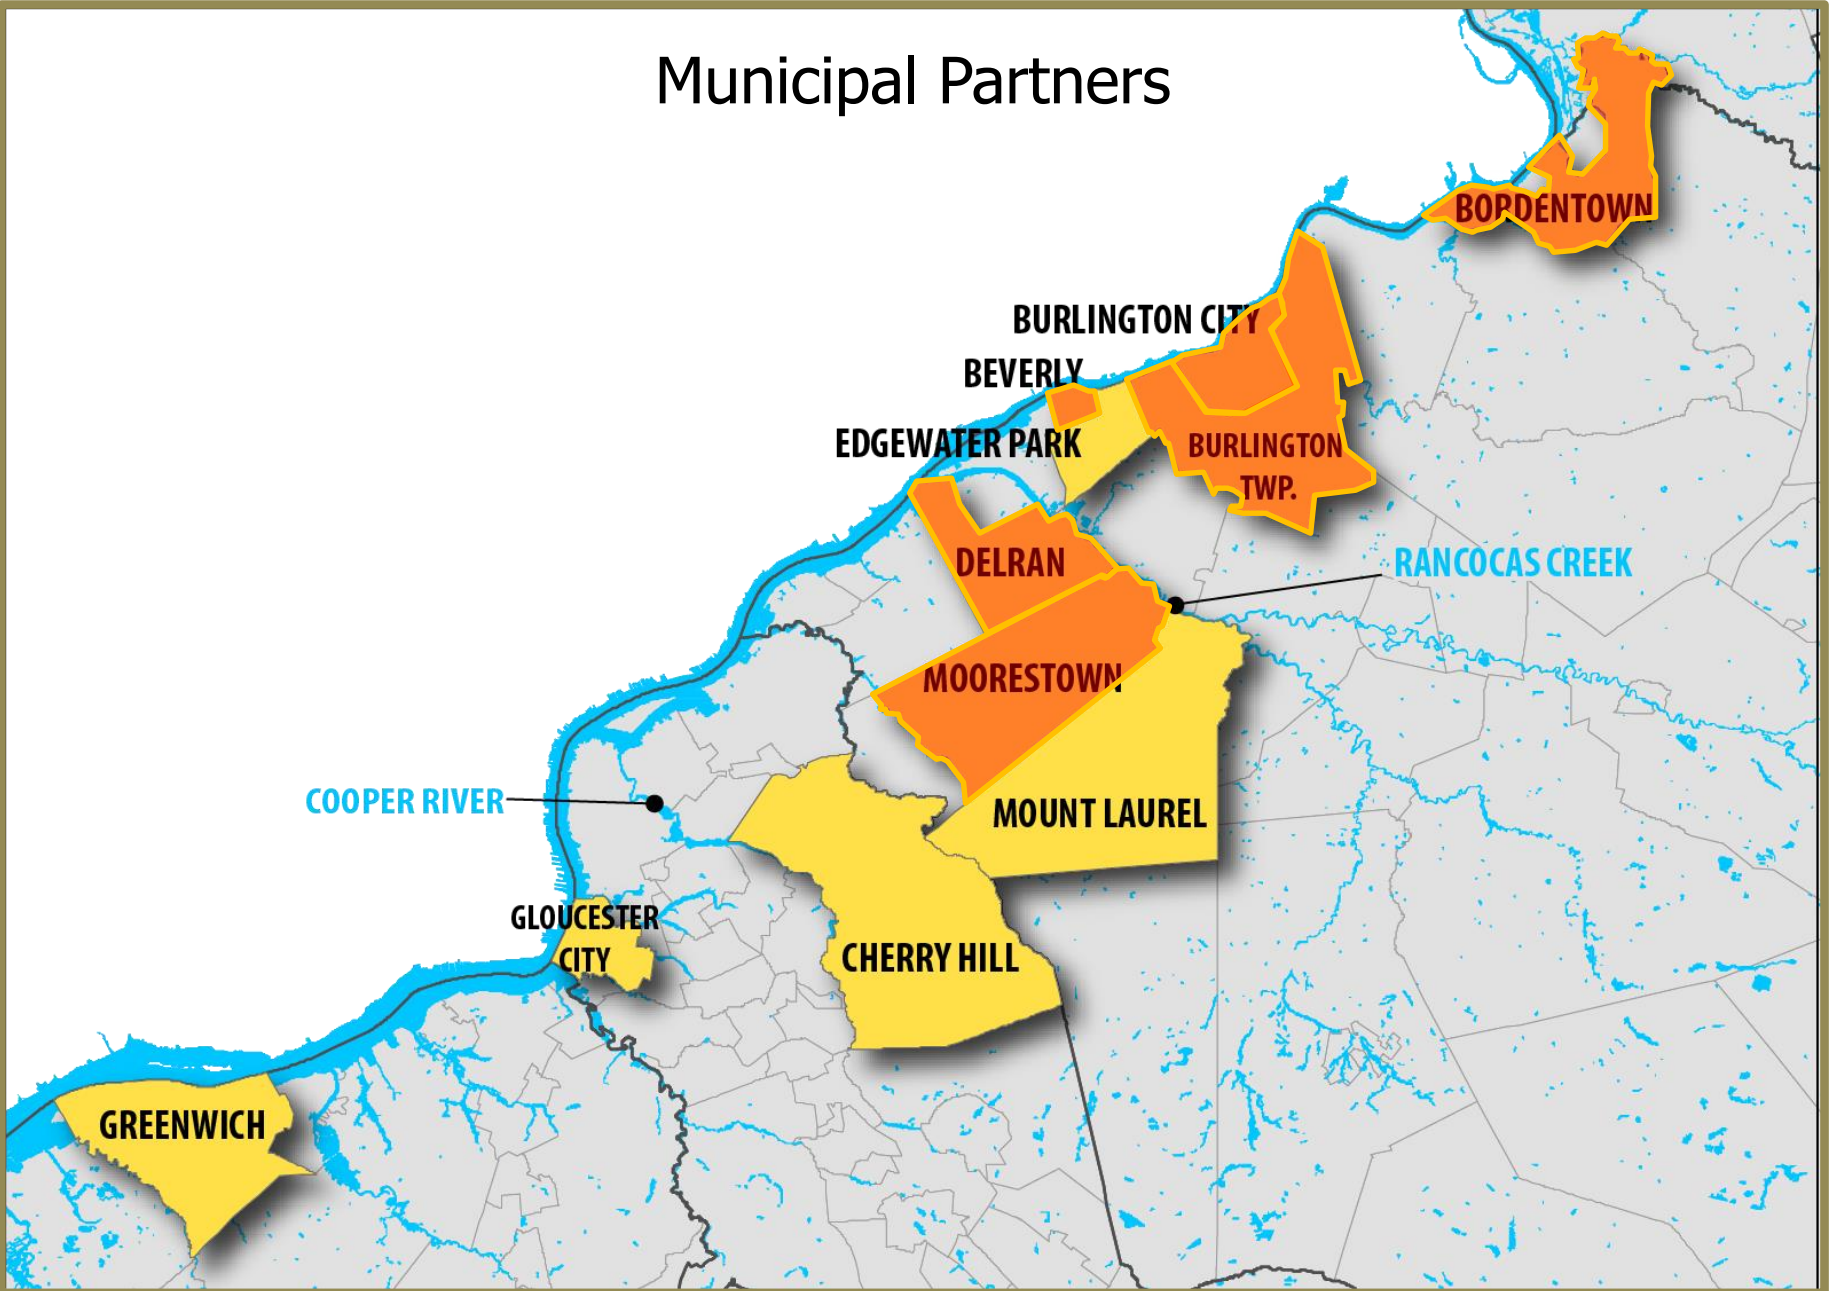 Municipal Partners
BORDENTOWN
BURLINGTON CITY
BEVERLY
EDGEWATER PARK
BURLINGTON
TWP.
DELRAN
RANCOCAS CREEK
MOORESTOWN
COOPER RIVER
MOUNT LAUREL
GLOUCESTER
CITY
CHERRY HILL
GREENWICH